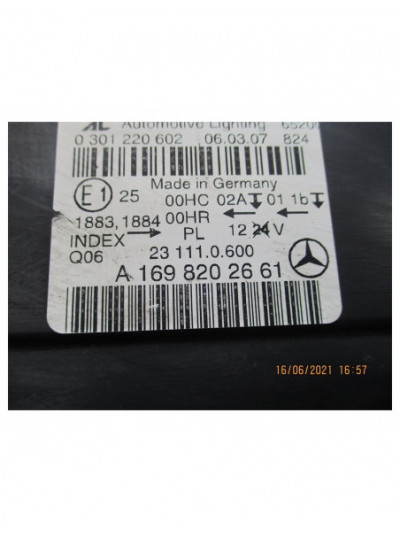 AL Automotive Lighting
0 301 220 602 06.03.07 824
Made in Germany
E1 25 00HC 02A 01 1b
1883,1884 00HR ← ←
INDEX → PL 12 24 V
Q06 23 111.0.600
A 169 820 26 61
16/06/2021 16:57